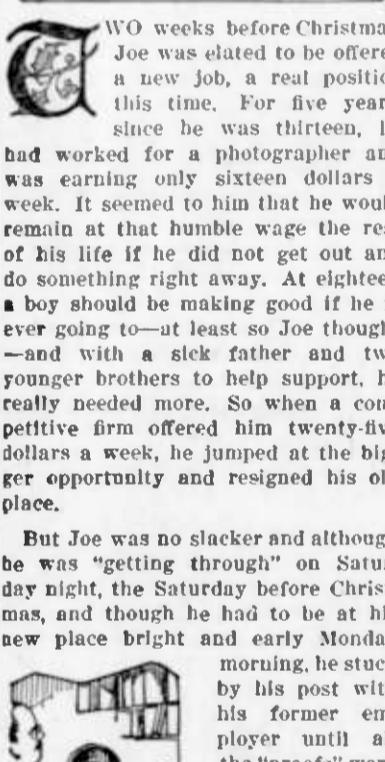 TWO weeks before Christma
Joe was elated to be offere
a new job, a real positio
this time. For five year
since he was thirteen, h
had worked for a photographer an
was earning only sixteen dollars
week. It seemed to him that he woul
remain at that humble wage the re
of his life if he did not get out an
do something right away. At eightee
a boy should be making good if he
ever going to—at least so Joe though
—and with a sick father and tw
younger brothers to help support, h
really needed more. So when a com
petitive firm offered him twenty-fiv
dollars a week, he jumped at the big
ger opportunity and resigned his ol
place.
But Joe was no slacker and althoug
he was "getting through" on Satu
day night, the Saturday before Chris
mas, and though he had to be at hi
new place bright and early Monda
morning, he stuc
by his post wit
his former em
ployer until al
the "proofs" wer